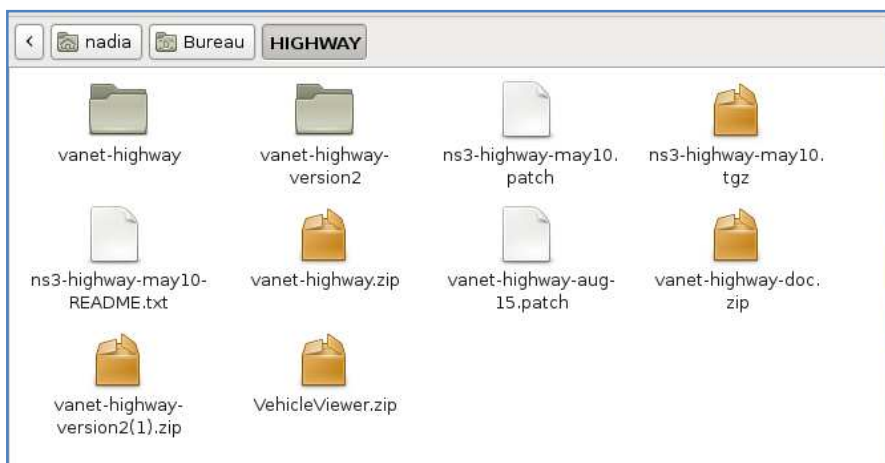 nadia Bureau HIGHWAY
vanet-highway
vanet-highway-
version2
ns3-highway-may10.
patch
ns3-highway-may10.
tgz
ns3-highway-may10-
README.txt
vanet-highway.zip
vanet-highway-aug-
15.patch
vanet-highway-doc.
zip
vanet-highway-
version2(1).zip
VehicleViewer.zip